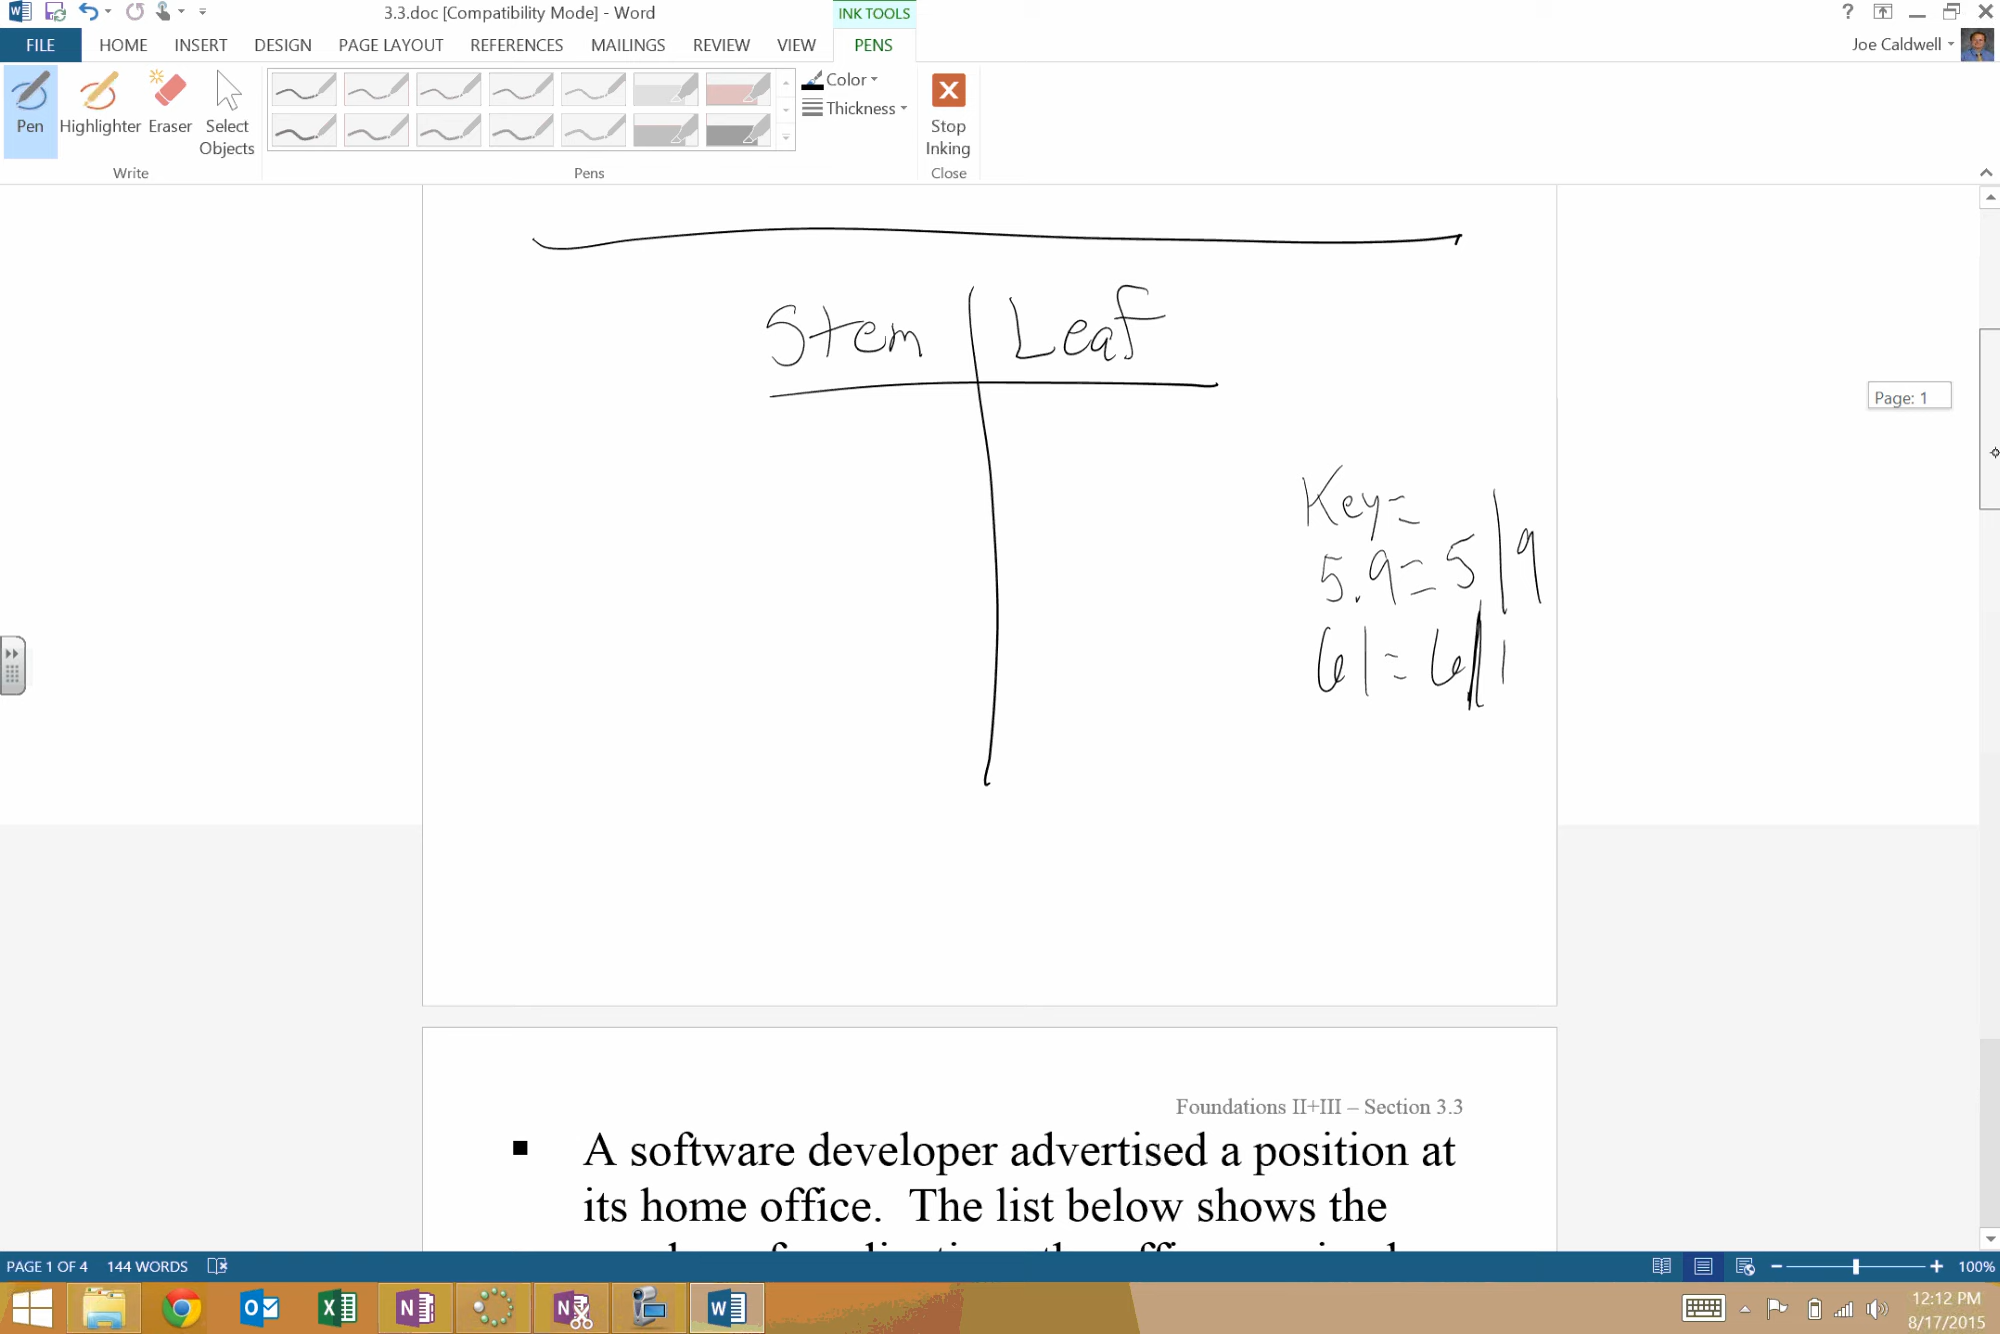 3.3.doc [Compatibility Mode] - Word
INK TOOLS
?
FILE
HOME
INSERT
DESIGN
PAGE LAYOUT
REFERENCES
MAILINGS
REVIEW
VIEW
PENS
Joe Caldwell
Pen
Highlighter
Eraser
Select
Objects
Color
Thickness
Stop
Inking
Write
Pens
Close
Stem | Leaf
Page: 1
Key=
5.9=5|9
61=6|1
Foundations II+III – Section 3.3
▪ A software developer advertised a position at
its home office. The list below shows the
PAGE 1 OF 4
144 WORDS
100%
12:12 PM
8/17/2015